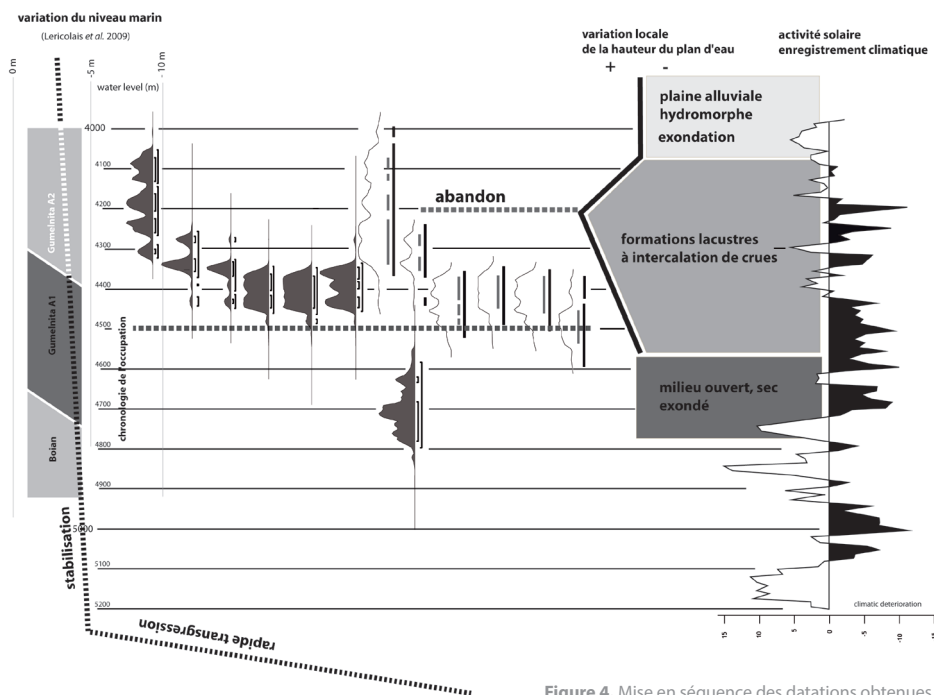 variation du niveau marin
(Lericolais et al. 2009)
0 m
-5 m
-10 m
water level (m)
variation locale
de la hauteur du plan d'eau
+ -
activité solaire
enregistrement climatique
4000
4100
4200
4300
4400
4500
4600
4700
4800
4900
5000
5100
5200
Gumelnita A2
Gumelnita A1
Boian
chronologie de l'occupation
stabilisation
rapide transgression
abandon
plaine alluviale
hydromorphe
exondation
formations lacustres
à intercalation de crues
milieu ouvert, sec
exondé
climatic deterioration
15 10 5 0 -5 -10
Figure 4. Mise en séquence des datations obtenues